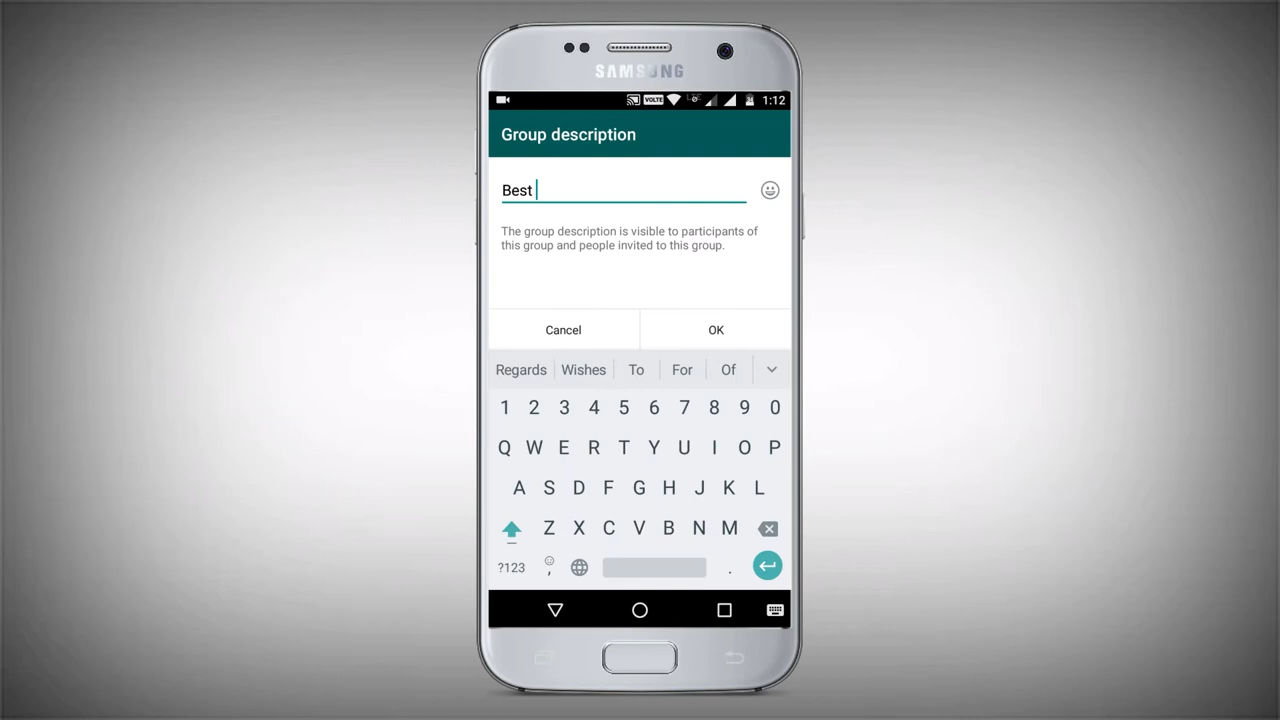 SAMSUNG
VOLTE LTE 1:12
Group description
Best
The group description is visible to participants of
this group and people invited to this group.
Cancel OK
Regards Wishes To For Of
1 2 3 4 5 6 7 8 9 0
Q W E R T Y U I O P
A S D F G H J K L
Z X C V B N M
?123 , .